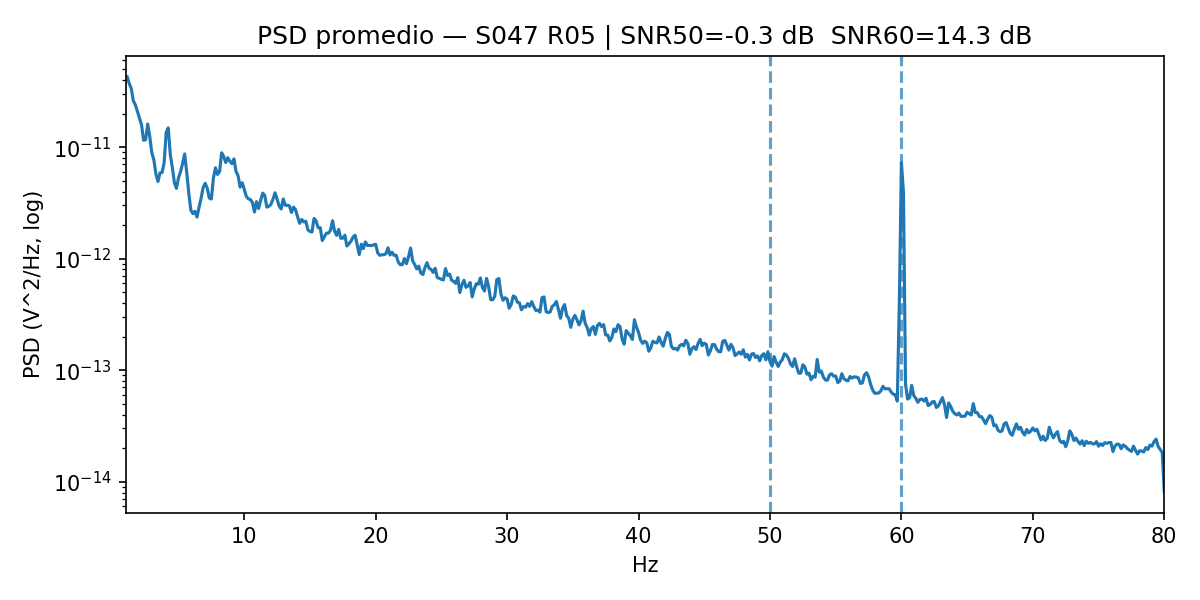 PSD promedio — S047 R05 | SNR50=-0.3 dB  SNR60=14.3 dB
PSD (V^2/Hz, log)
10⁻¹¹
10⁻¹²
10⁻¹³
10⁻¹⁴
10 20 30 40 50 60 70 80
Hz